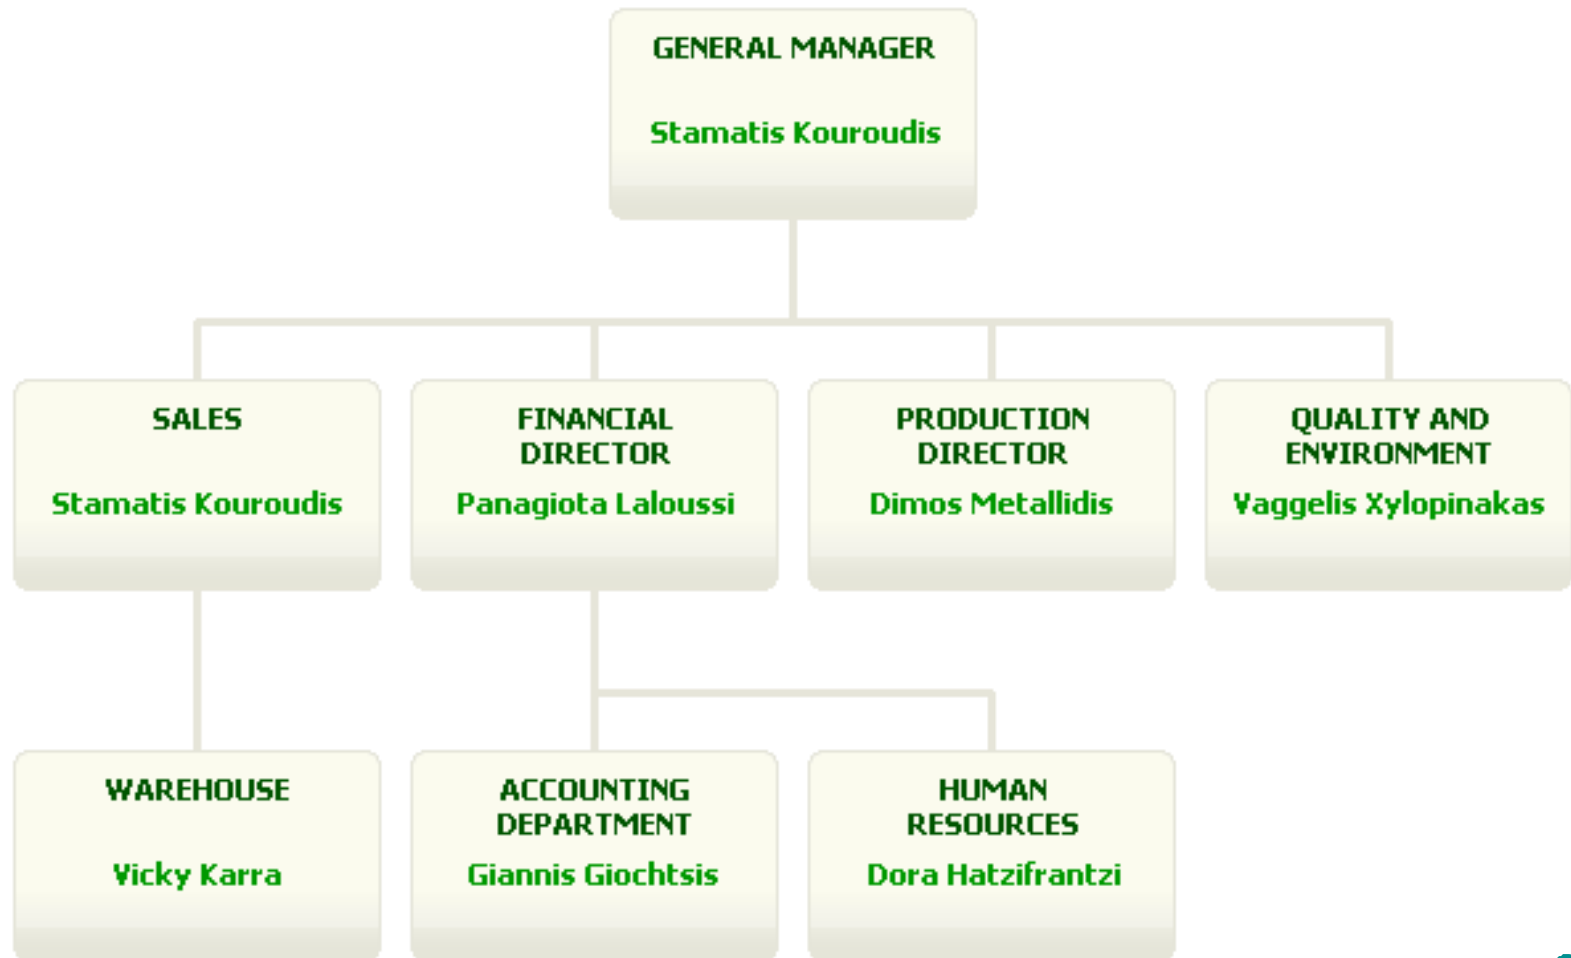 GENERAL MANAGER
Stamatis Kouroudis
SALES
Stamatis Kouroudis
FINANCIAL
DIRECTOR
Panagiota Laloussi
PRODUCTION
DIRECTOR
Dimos Metallidis
QUALITY AND
ENVIRONMENT
Vaggelis Xylopinakas
WAREHOUSE
Vicky Karra
ACCOUNTING
DEPARTMENT
Giannis Giochtsis
HUMAN
RESOURCES
Dora Hatzifrantzi